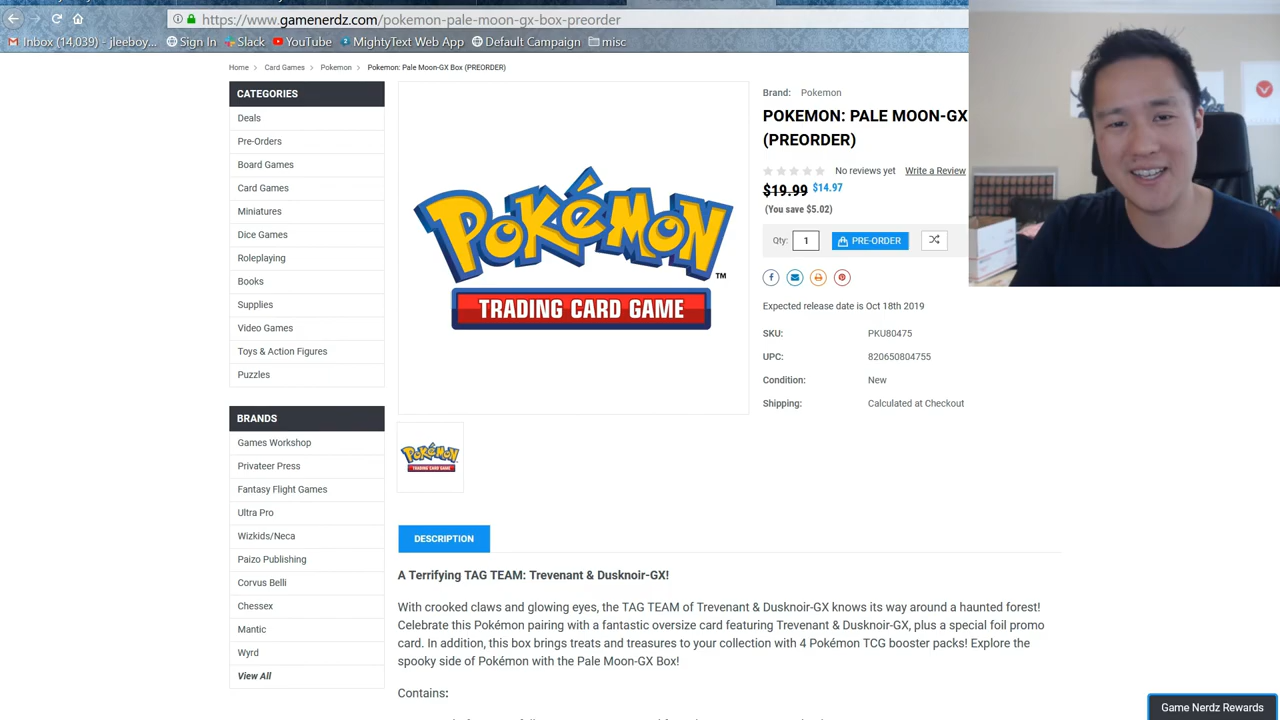 https://www.gamenerdz.com/pokemon-pale-moon-gx-box-preorder
Inbox (14,039) - jleeboy... Sign In Slack YouTube MightyText Web App Default Campaign misc
Home > Card Games > Pokemon > Pokemon: Pale Moon-GX Box (PREORDER)
CATEGORIES
Deals
Pre-Orders
Board Games
Card Games
Miniatures
Dice Games
Roleplaying
Books
Supplies
Video Games
Toys & Action Figures
Puzzles
BRANDS
Games Workshop
Privateer Press
Fantasy Flight Games
Ultra Pro
Wizkids/Neca
Paizo Publishing
Corvus Belli
Chessex
Mantic
Wyrd
View All
Pokémon
TM
TRADING CARD GAME
Pokémon
TRADING CARD GAME
Brand: Pokemon
POKEMON: PALE MOON-GX
(PREORDER)
No reviews yet Write a Review
$19.99 $14.97
(You save $5.02)
Qty: 1 PRE-ORDER
Expected release date is Oct 18th 2019
SKU: PKU80475
UPC: 820650804755
Condition: New
Shipping: Calculated at Checkout
DESCRIPTION
A Terrifying TAG TEAM: Trevenant & Dusknoir-GX!
With crooked claws and glowing eyes, the TAG TEAM of Trevenant & Dusknoir-GX knows its way around a haunted forest!
Celebrate this Pokémon pairing with a fantastic oversize card featuring Trevenant & Dusknoir-GX, plus a special foil promo
card. In addition, this box brings treats and treasures to your collection with 4 Pokémon TCG booster packs! Explore the
spooky side of Pokémon with the Pale Moon-GX Box!
Contains:
Game Nerdz Rewards